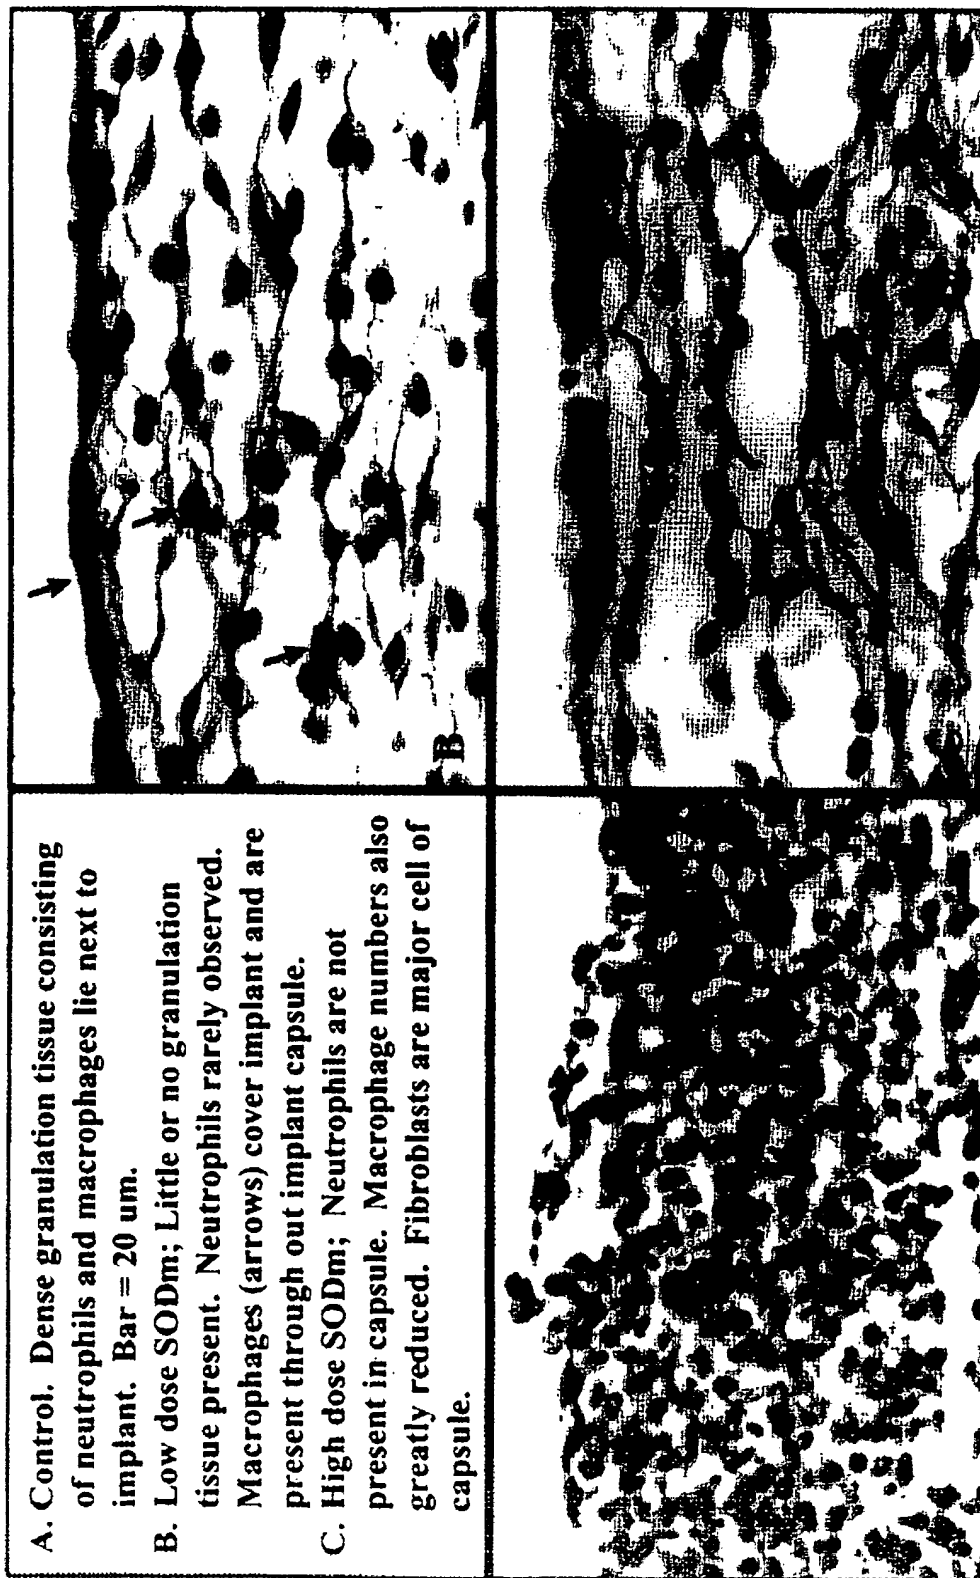 A. Control. Dense granulation tissue consisting
of neutrophils and macrophages lie next to
implant. Bar = 20 um.
B. Low dose SODm; Little or no granulation
tissue present. Neutrophils rarely observed.
Macrophages (arrows) cover implant and are
present through out implant capsule.
C. High dose SODm; Neutrophils are not
present in capsule. Macrophage numbers also
greatly reduced. Fibroblasts are major cell of
capsule.
B